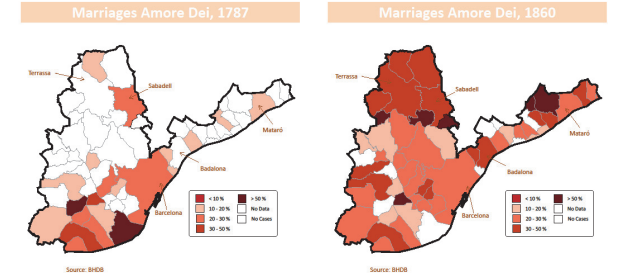 Marriages Amore Dei, 1787
Terrassa
Sabadell
Mataró
Badalona
Barcelona
< 10 %
> 50 %
10 - 20 %
No Data
20 - 30 %
No Cases
30 - 50 %
Source: BHDB
Marriages Amore Dei, 1860
Terrassa
Sabadell
Mataró
Badalona
Barcelona
< 10 %
> 50 %
10 - 20 %
No Data
20 - 30 %
No Cases
30 - 50 %
Source: BHDB